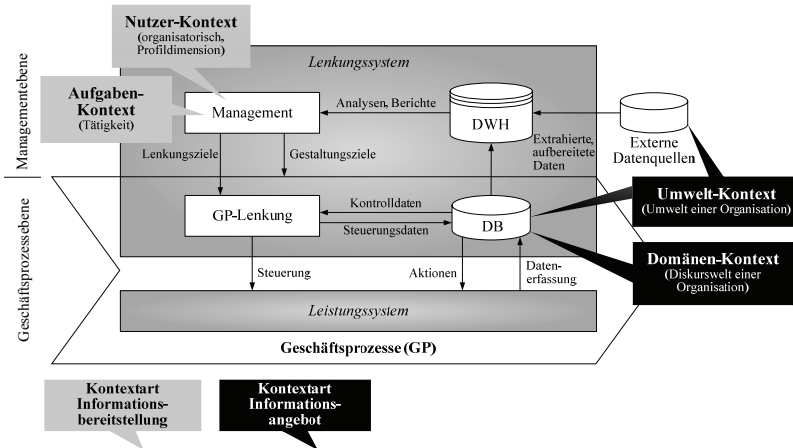 Nutzer-Kontext
(organisatorisch,
Profildimension)
Lenkungssystem
Aufgaben-
Kontext
(Tätigkeit)
Management
Analysen, Berichte
DWH
Externe
Datenquellen
Managementebene
Lenkungsziele
Gestaltungsziele
Extrahierte,
aufbereitete
Daten
Umwelt-Kontext
(Umwelt einer Organisation)
GP-Lenkung
Kontrolldaten
Steuerungsdaten
DB
Domänen-Kontext
(Diskurswelt einer
Organisation)
Geschäftsprozessebene
Steuerung
Aktionen
Daten-
erfassung
Leistungssystem
Geschäftsprozesse (GP)
Kontextart
Informations-
bereitstellung
Kontextart
Informations-
angebot